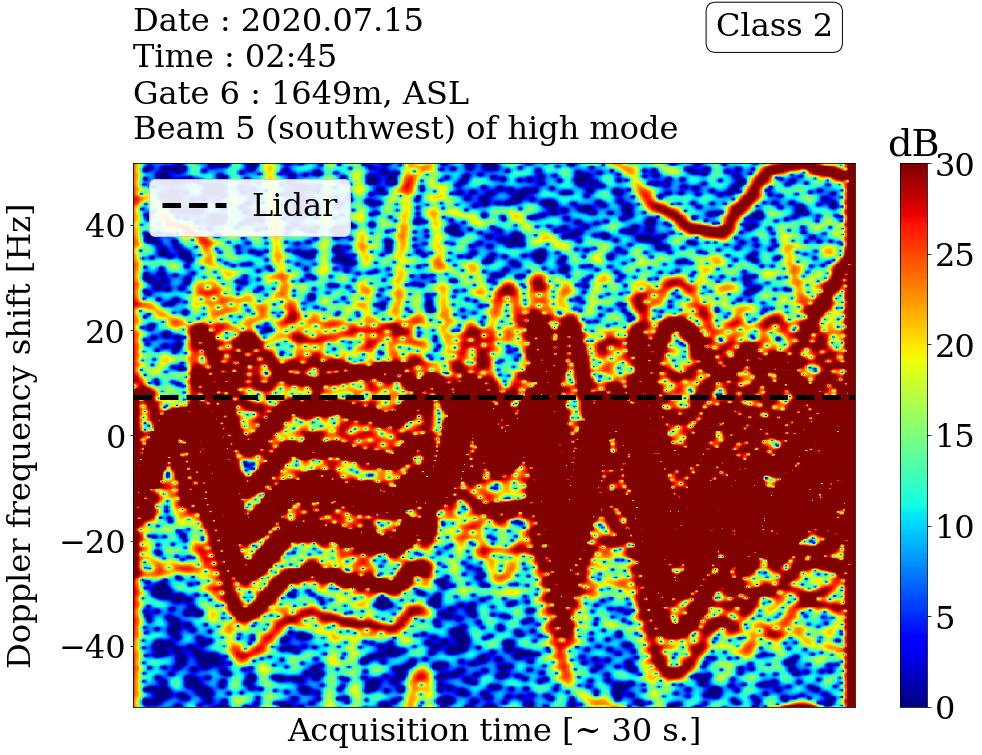 Date : 2020.07.15
Time : 02:45
Gate 6 : 1649m, ASL
Beam 5 (southwest) of high mode
Class 2
dB
Lidar
Doppler frequency shift [Hz]
40
20
0
−20
−40
30
25
20
15
10
5
0
Acquisition time [~ 30 s.]